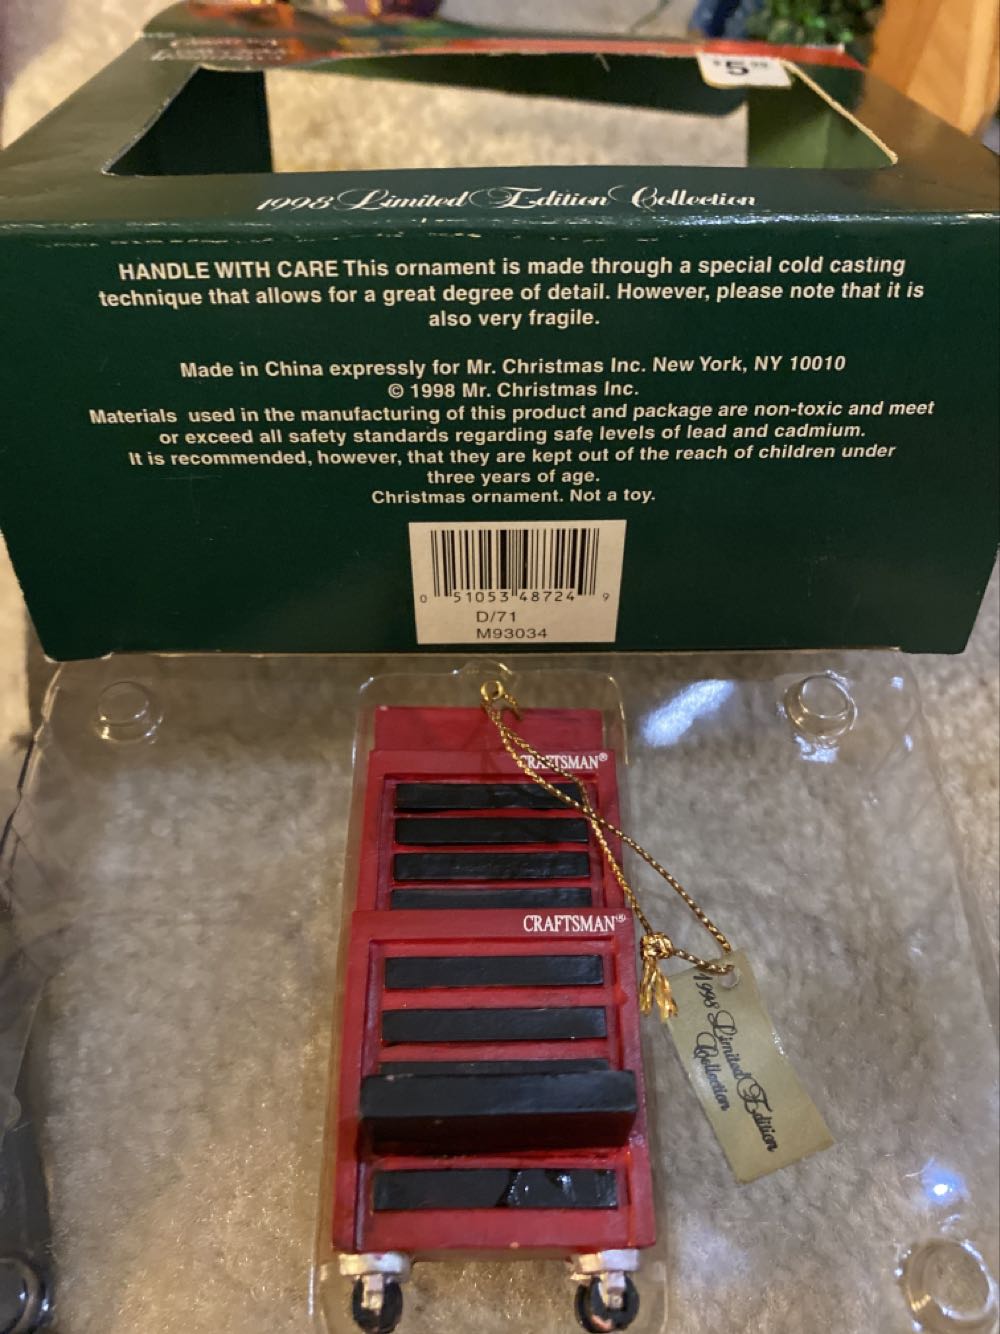 $5.99
1998 Limited Edition Collection
HANDLE WITH CARE This ornament is made through a special cold casting
technique that allows for a great degree of detail. However, please note that it is
also very fragile.
Made in China expressly for Mr. Christmas Inc. New York, NY 10010
© 1998 Mr. Christmas Inc.
Materials used in the manufacturing of this product and package are non-toxic and meet
or exceed all safety standards regarding safe levels of lead and cadmium.
It is recommended, however, that they are kept out of the reach of children under
three years of age.
Christmas ornament. Not a toy.
0 51053 48724 9
D/71
M93034
CRAFTSMAN®
CRAFTSMAN®
1998 Limited Edition
Collection